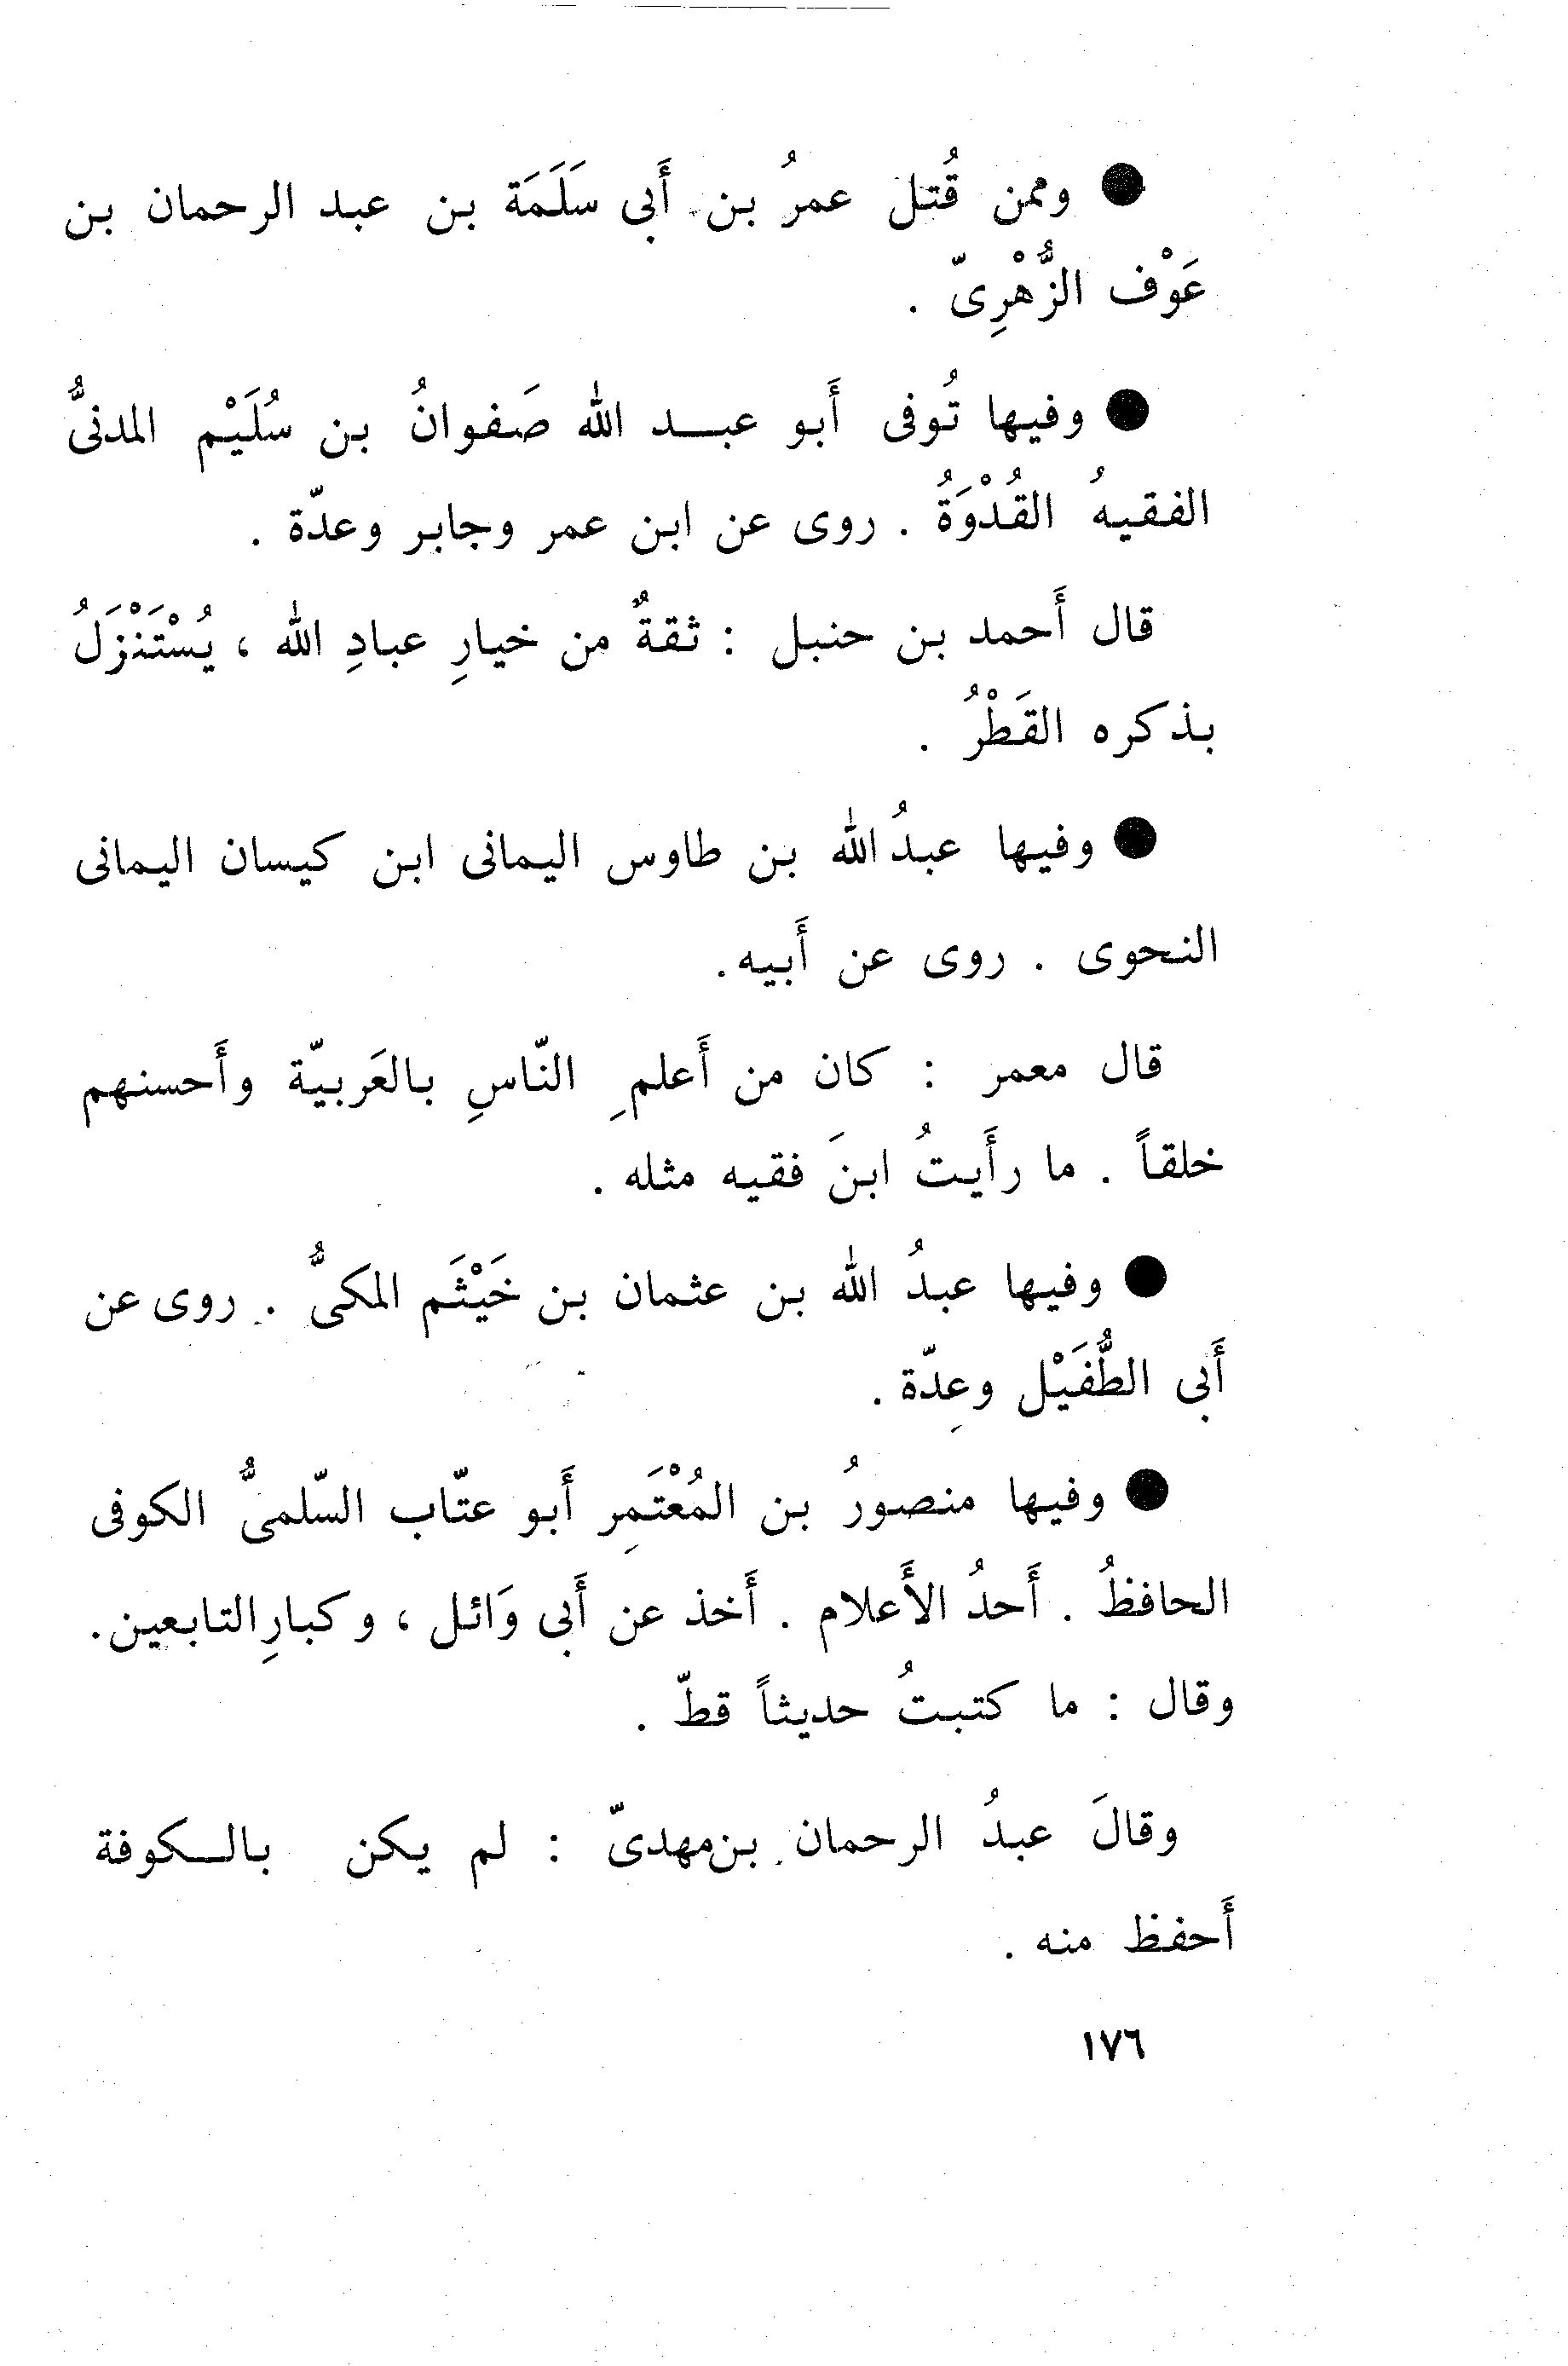 ● وممن قُتل عمرُ بن أَبى سَلَمَة بن عبد الرحمان بن
عَوْف الزُّهْرِىّ .
● وفيها تُوفى أَبو عبـــد الله صَفوانُ بن سُلَيْم المدنىُّ
الفقيهُ القُدْوَةُ . روى عن ابن عمر وجابر وعدّة .
قال أَحمد بن حنبل : ثقةٌ من خيارِ عبادِ الله ، يُسْتَنْزَلُ
بذكره القَطْرُ .
● وفيها عبدُ الله بن طاوس اليمانى ابن كيسان اليمانى
النحوى . روى عن أَبيه .
قال معمر : كان من أَعلمِ النّاسِ بالعَربيّة وأَحسنهم
خلقاً . ما رأَيتُ ابنَ فقيه مثله .
● وفيها عبدُ الله بن عثمان بن خَيْثَم المكىُّ . روى عن
أَبى الطُّفَيْل وعِدّة .
● وفيها منصورُ بن المُعْتَمِر أَبو عتّاب السّلمىُّ الكوفى
الحافظُ . أَحدُ الأَعلام . أَخذ عن أَبى وَائل ، وكبارِ التابعين .
وقال : ما كتبتُ حديثاً قطّ .
وقالَ عبدُ الرحمان بن مهدىّ : لم يكن بالــكوفة
أَحفظ منه .
١٧٦